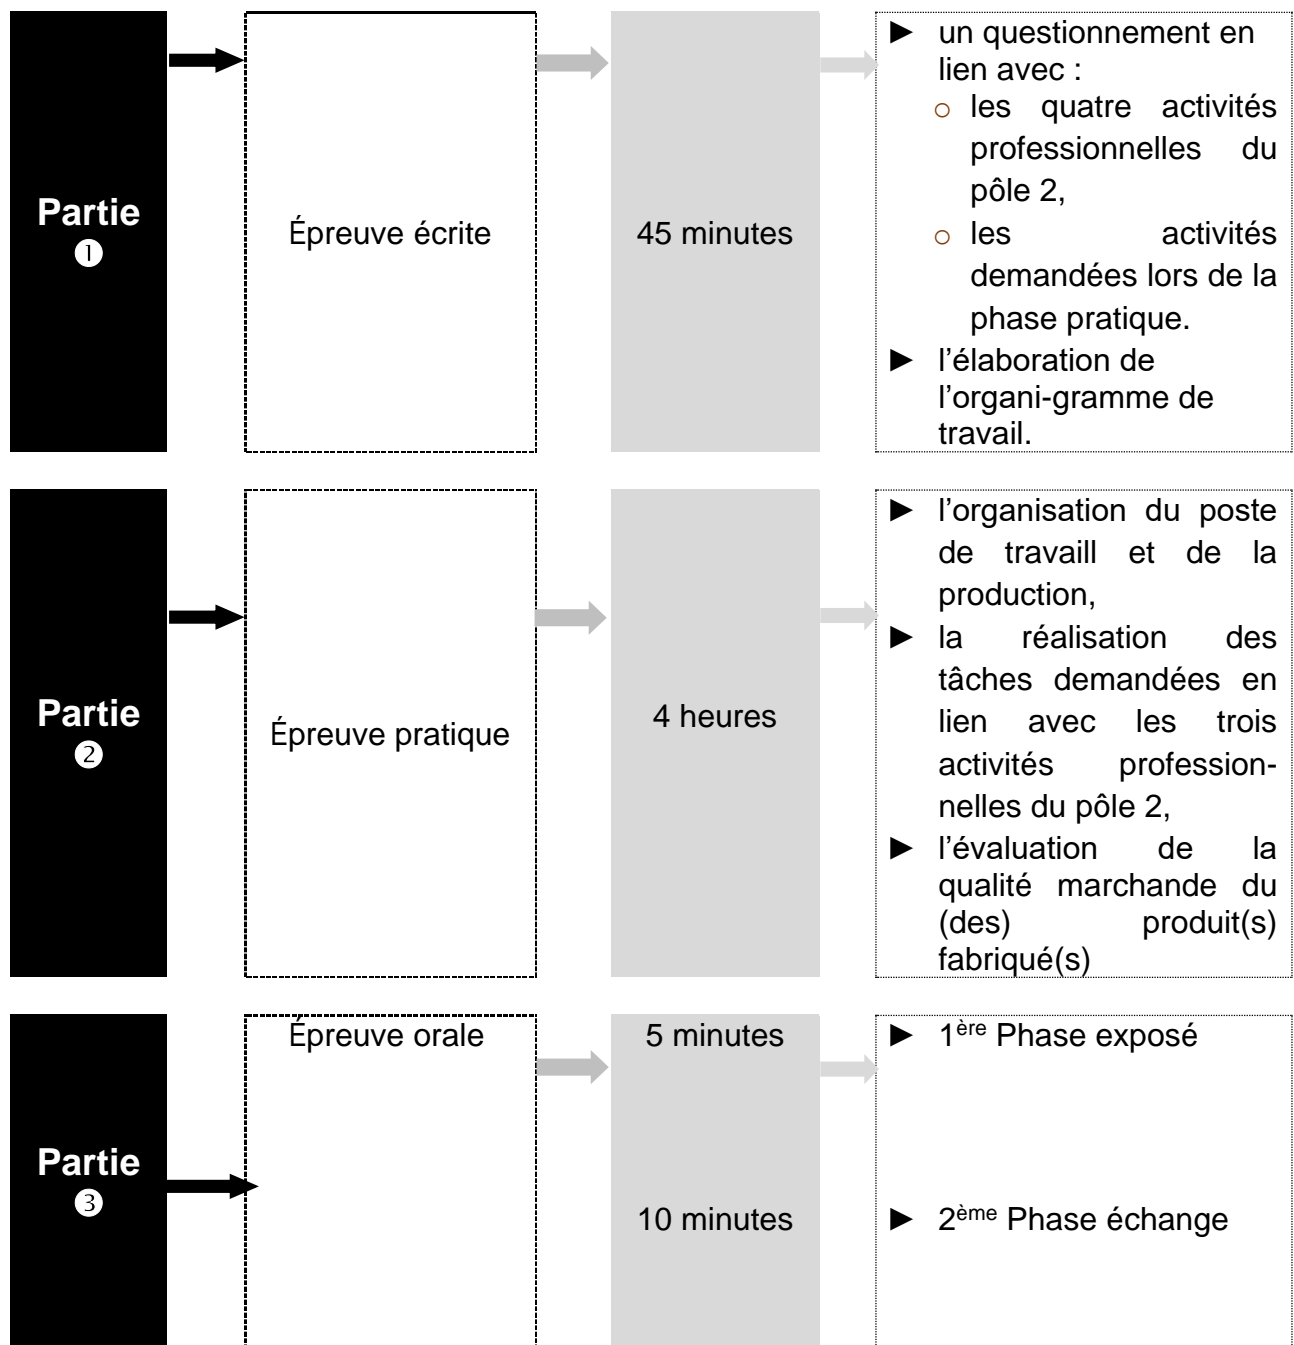 Partie
❶
Épreuve écrite
45 minutes
► un questionnement en
lien avec :
o les quatre activités
professionnelles du
pôle 2,
o les activités
demandées lors de la
phase pratique.
► l’élaboration de
l’organi-gramme de
travail.
Partie
❷
Épreuve pratique
4 heures
► l’organisation du poste
de travaill et de la
production,
► la réalisation des
tâches demandées en
lien avec les trois
activités profession-
nelles du pôle 2,
► l’évaluation de la
qualité marchande du
(des) produit(s)
fabriqué(s)
Partie
❸
Épreuve orale
5 minutes
► 1ère Phase exposé
10 minutes
► 2ème Phase échange